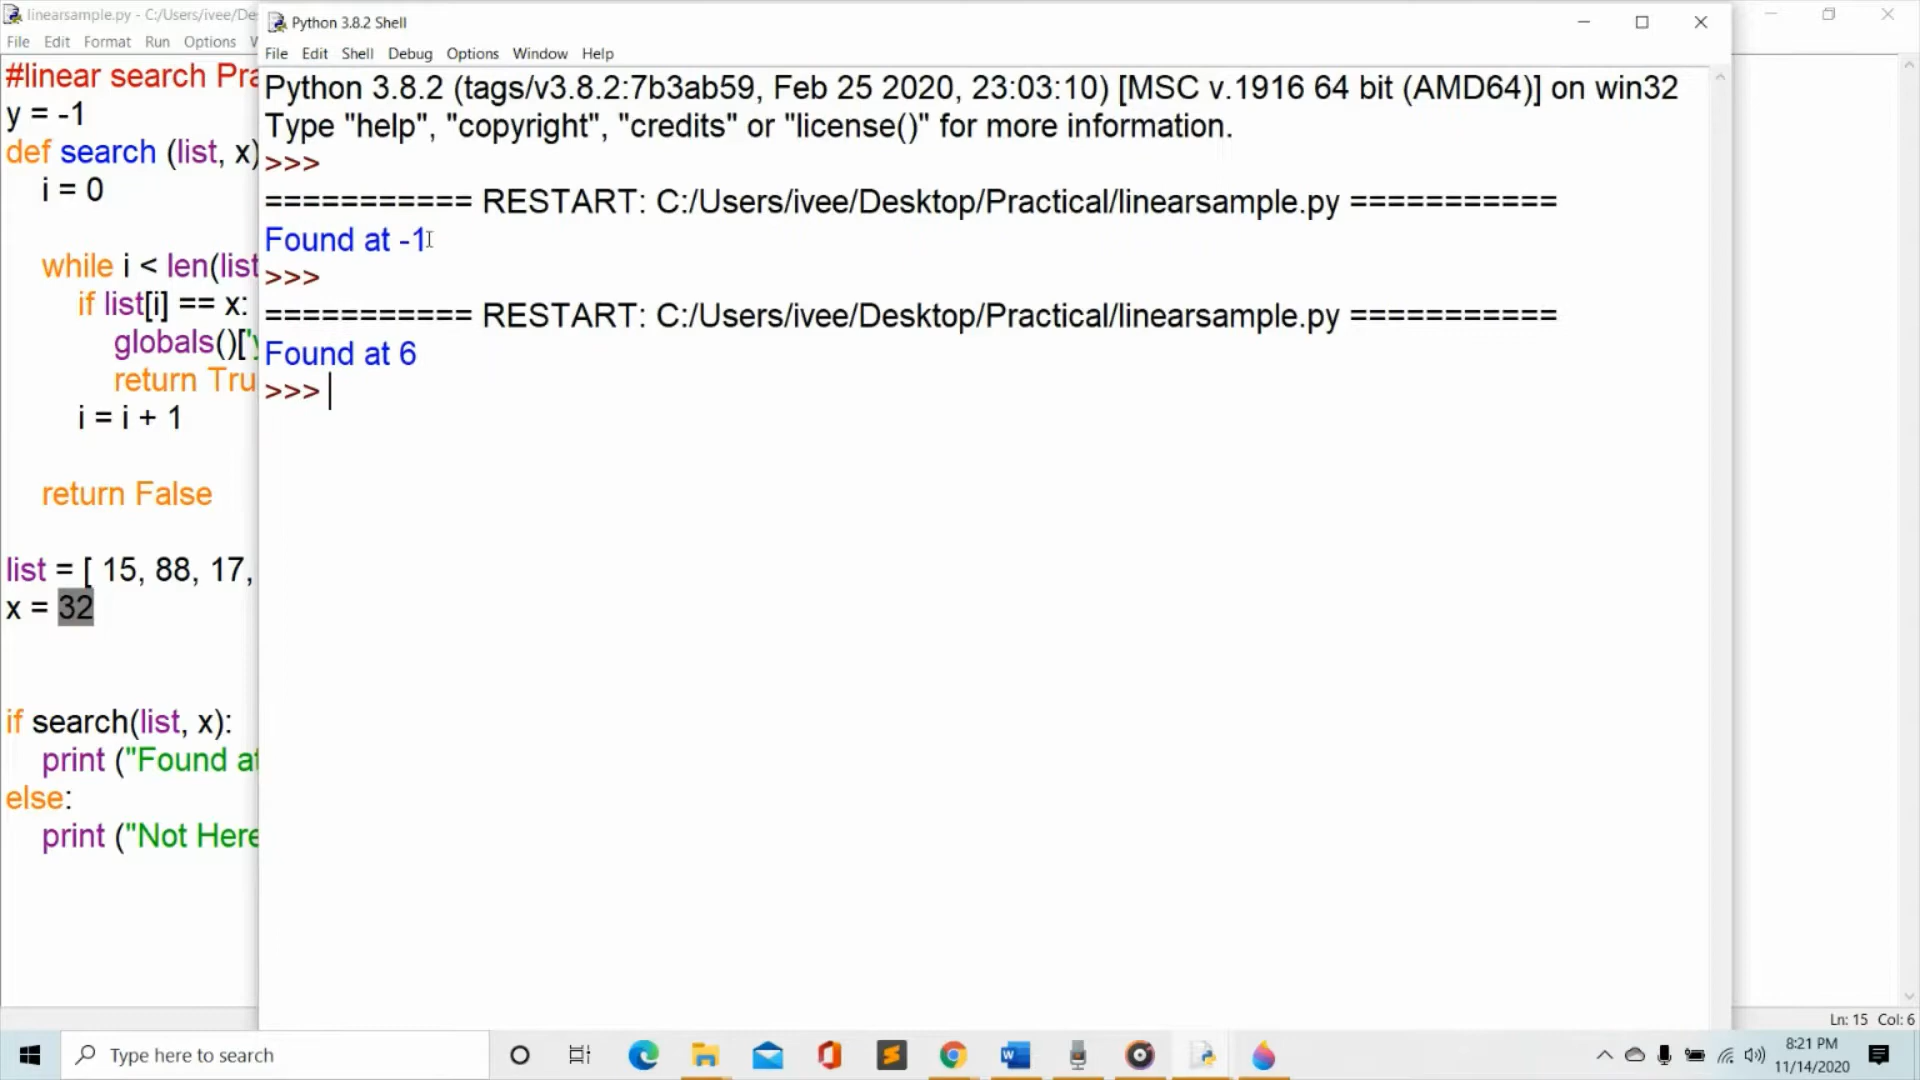 linearsample.py - C:/Users/ivee/De
File Edit Format Run Options
#linear search Pra
y = -1
def search (list, x)
i = 0
while i < len(list
if list[i] == x:
globals()['y
return Tru
i = i + 1
return False
list = [ 15, 88, 17,
x = 32
if search(list, x):
print ("Found at
else:
print ("Not Here
Python 3.8.2 Shell
File Edit Shell Debug Options Window Help
Python 3.8.2 (tags/v3.8.2:7b3ab59, Feb 25 2020, 23:03:10) [MSC v.1916 64 bit (AMD64)] on win32
Type "help", "copyright", "credits" or "license()" for more information.
>>>
=========== RESTART: C:/Users/ivee/Desktop/Practical/linearsample.py ===========
Found at -1
>>>
=========== RESTART: C:/Users/ivee/Desktop/Practical/linearsample.py ===========
Found at 6
>>>
Ln: 15 Col: 6
Type here to search
8:21 PM
11/14/2020